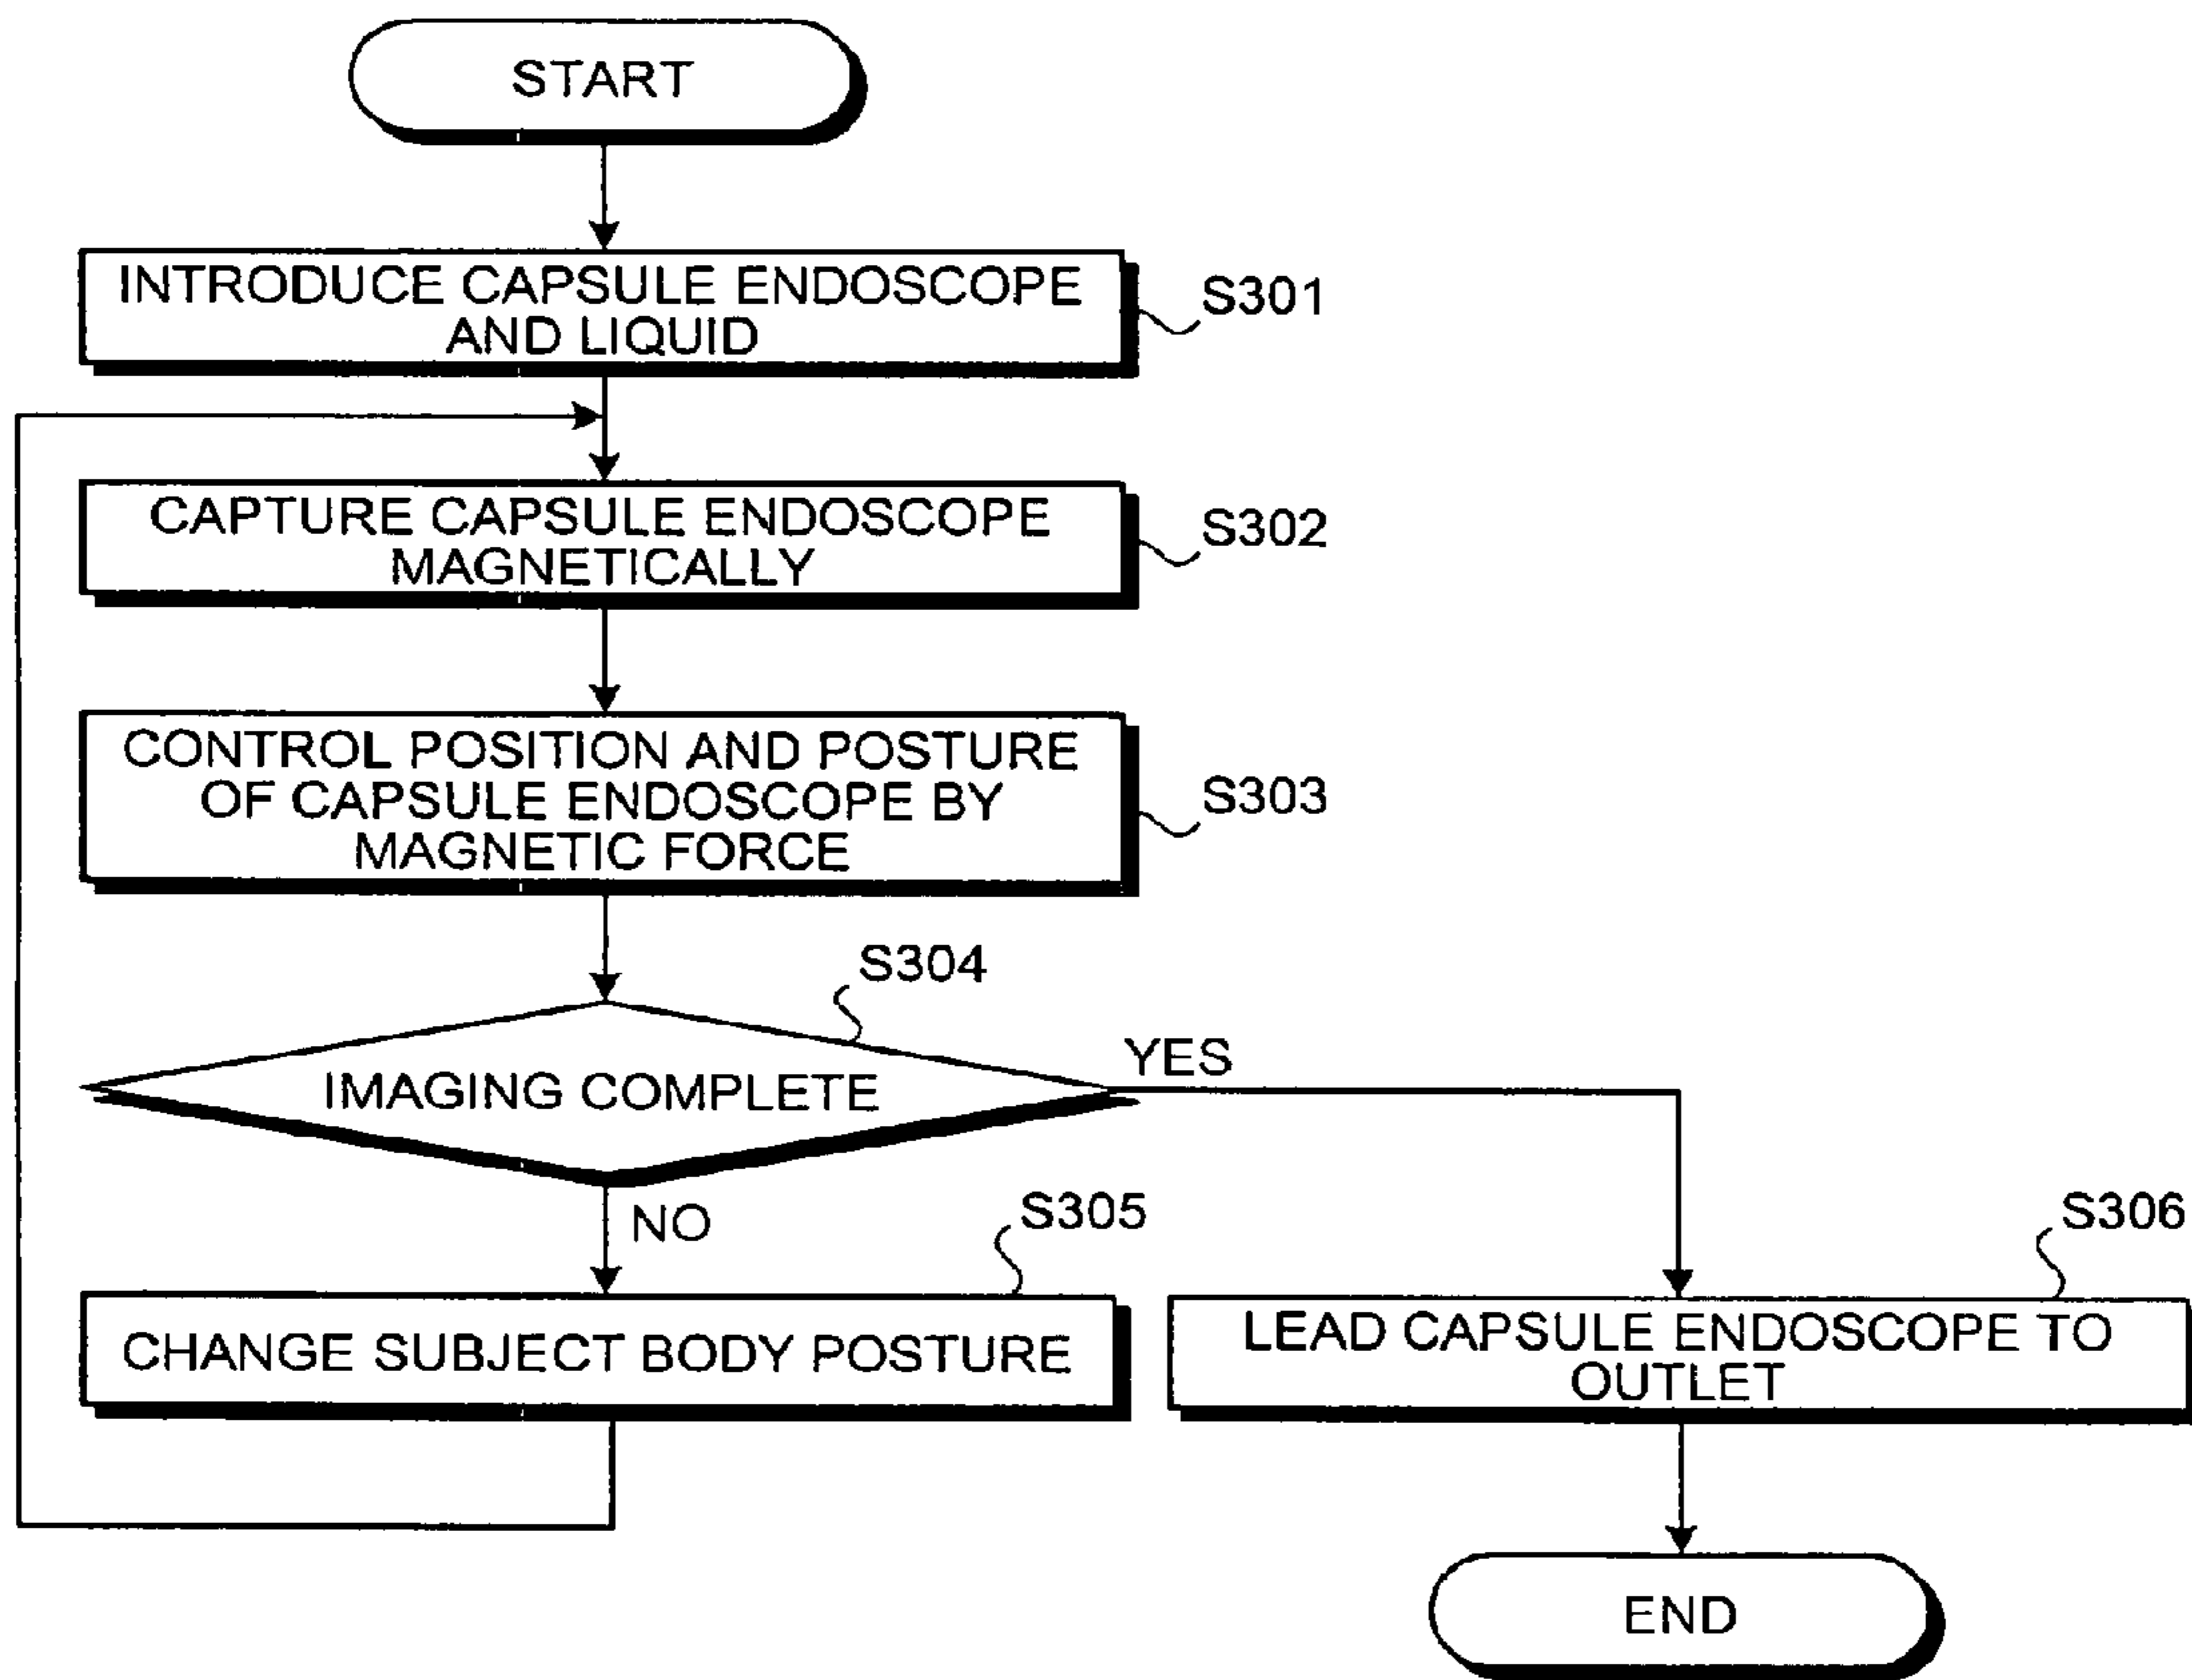 START
INTRODUCE CAPSULE ENDOSCOPE
AND LIQUID
S301
CAPTURE CAPSULE ENDOSCOPE
MAGNETICALLY
S302
CONTROL POSITION AND POSTURE
OF CAPSULE ENDOSCOPE BY
MAGNETIC FORCE
S303
S304
IMAGING COMPLETE
YES
NO
S305
CHANGE SUBJECT BODY POSTURE
S306
LEAD CAPSULE ENDOSCOPE TO
OUTLET
END